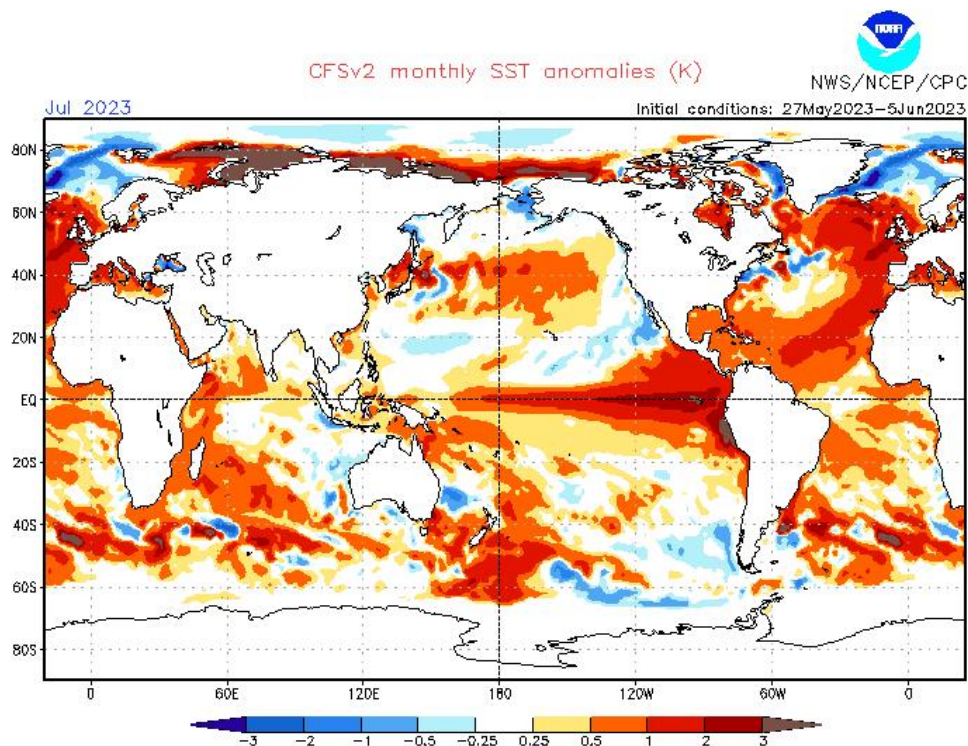 NOAA
CFSv2 monthly SST anomalies (K)
NWS/NCEP/CPC
Jul 2023
Initial conditions: 27May2023–5Jun2023
80N
60N
40N
20N
EQ
20S
40S
60S
80S
0 60E 120E 180 120W 60W 0
-3 -2 -1 -0.5 -0.25 0.25 0.5 1 2 3